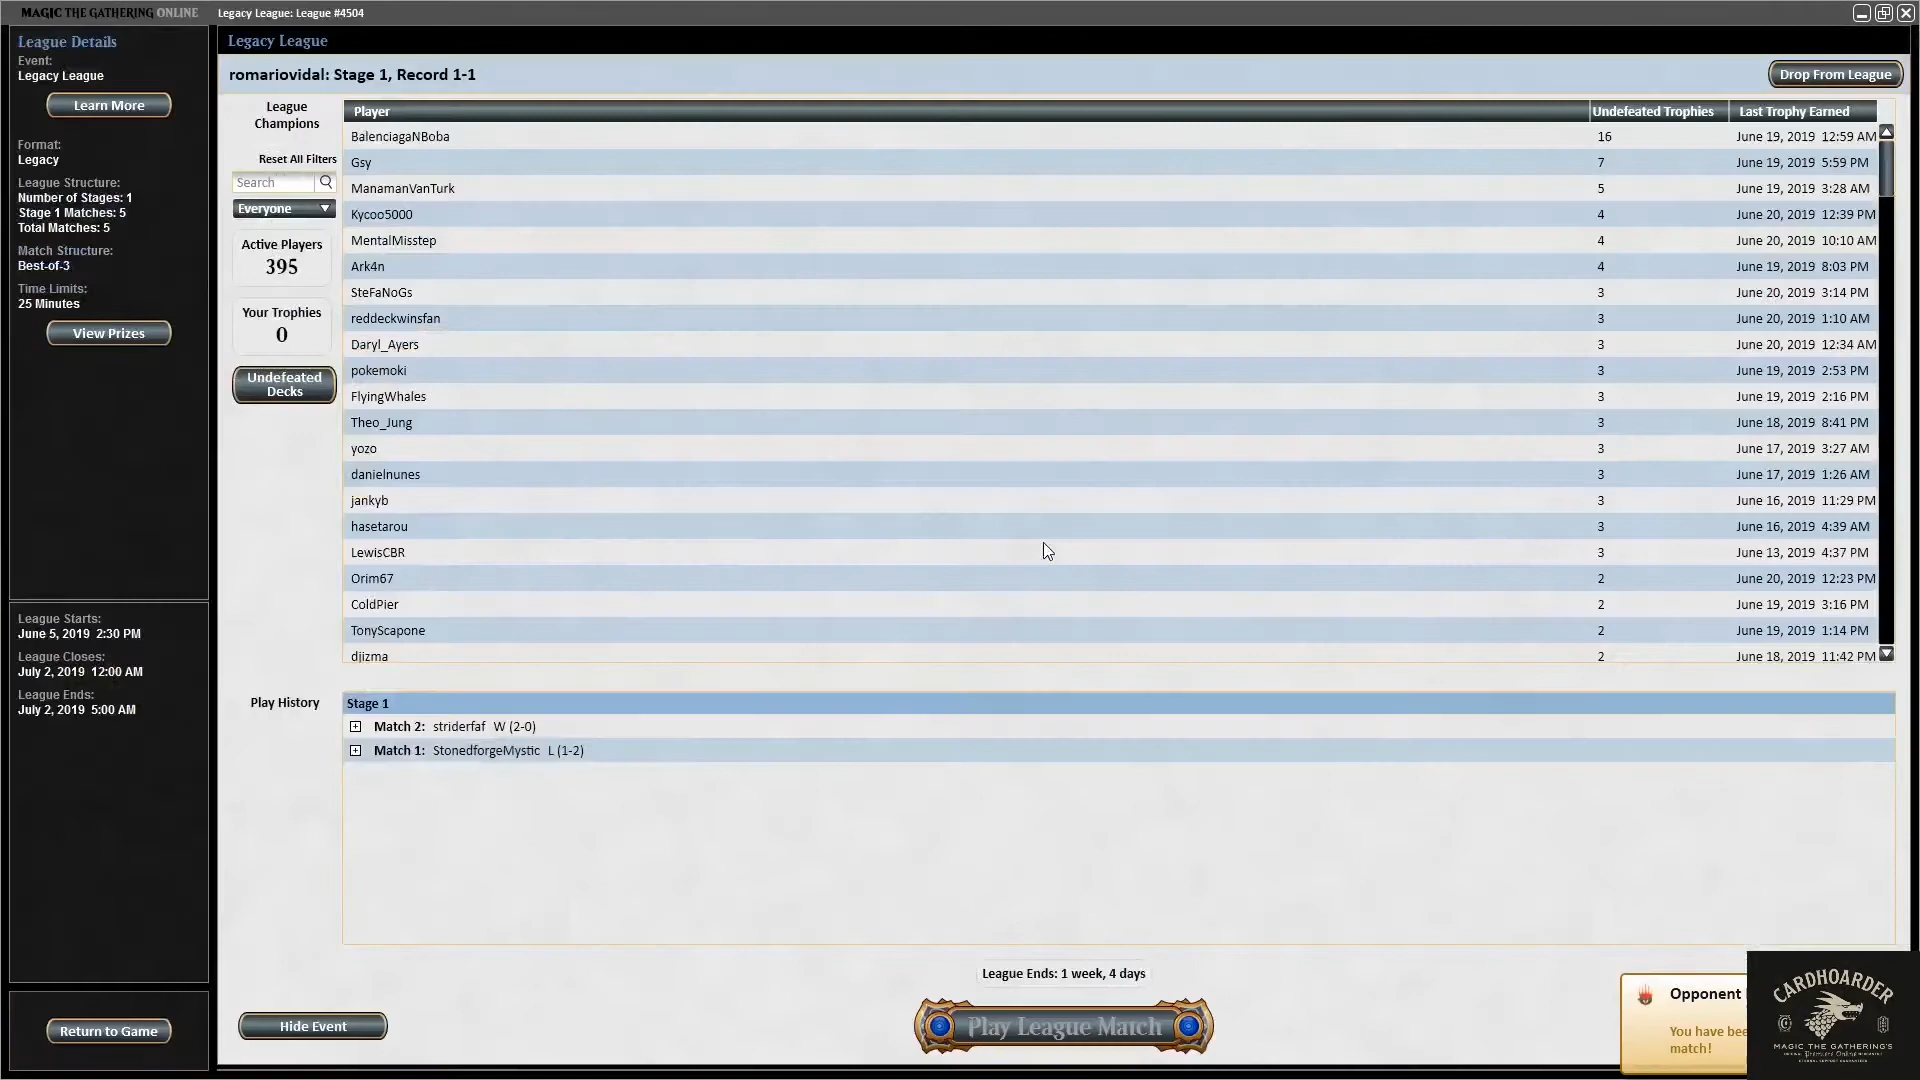 MAGIC THE GATHERING ONLINE
Legacy League: League #4504
League Details
Event:
Legacy League
Learn More
Format:
Legacy
League Structure:
Number of Stages: 1
Stage 1 Matches: 5
Total Matches: 5
Match Structure:
Best-of-3
Time Limits:
25 Minutes
View Prizes
League Starts:
June 5, 2019 2:30 PM
League Closes:
July 2, 2019 12:00 AM
League Ends:
July 2, 2019 5:00 AM
Return to Game
Legacy League
romariovidal: Stage 1, Record 1-1
Drop From League
League
Champions
Reset All Filters
Search
Everyone
Active Players
395
Your Trophies
0
Undefeated
Decks
Player Undefeated Trophies Last Trophy Earned
BalenciagaNBoba 16 June 19, 2019 12:59 AM
Gsy 7 June 19, 2019 5:59 PM
ManamanVanTurk 5 June 19, 2019 3:28 AM
Kycoo5000 4 June 20, 2019 12:39 PM
MentalMisstep 4 June 20, 2019 10:10 AM
Ark4n 4 June 19, 2019 8:03 PM
SteFaNoGs 3 June 20, 2019 3:14 PM
reddeckwinsfan 3 June 20, 2019 1:10 AM
Daryl_Ayers 3 June 20, 2019 12:34 AM
pokemoki 3 June 19, 2019 2:53 PM
FlyingWhales 3 June 19, 2019 2:16 PM
Theo_Jung 3 June 18, 2019 8:41 PM
yozo 3 June 17, 2019 3:27 AM
danielnunes 3 June 17, 2019 1:26 AM
jankyb 3 June 16, 2019 11:29 PM
hasetarou 3 June 16, 2019 4:39 AM
LewisCBR 3 June 13, 2019 4:37 PM
Orim67 2 June 20, 2019 12:23 PM
ColdPier 2 June 19, 2019 3:16 PM
TonyScapone 2 June 19, 2019 1:14 PM
djizma 2 June 18, 2019 11:42 PM
Play History
Stage 1
Match 2: striderfaf W (2-0)
Match 1: StonedforgeMystic L (1-2)
League Ends: 1 week, 4 days
Hide Event
Play League Match
Opponent
You have bee
match!
CARDHOARDER
MAGIC THE GATHERING'S